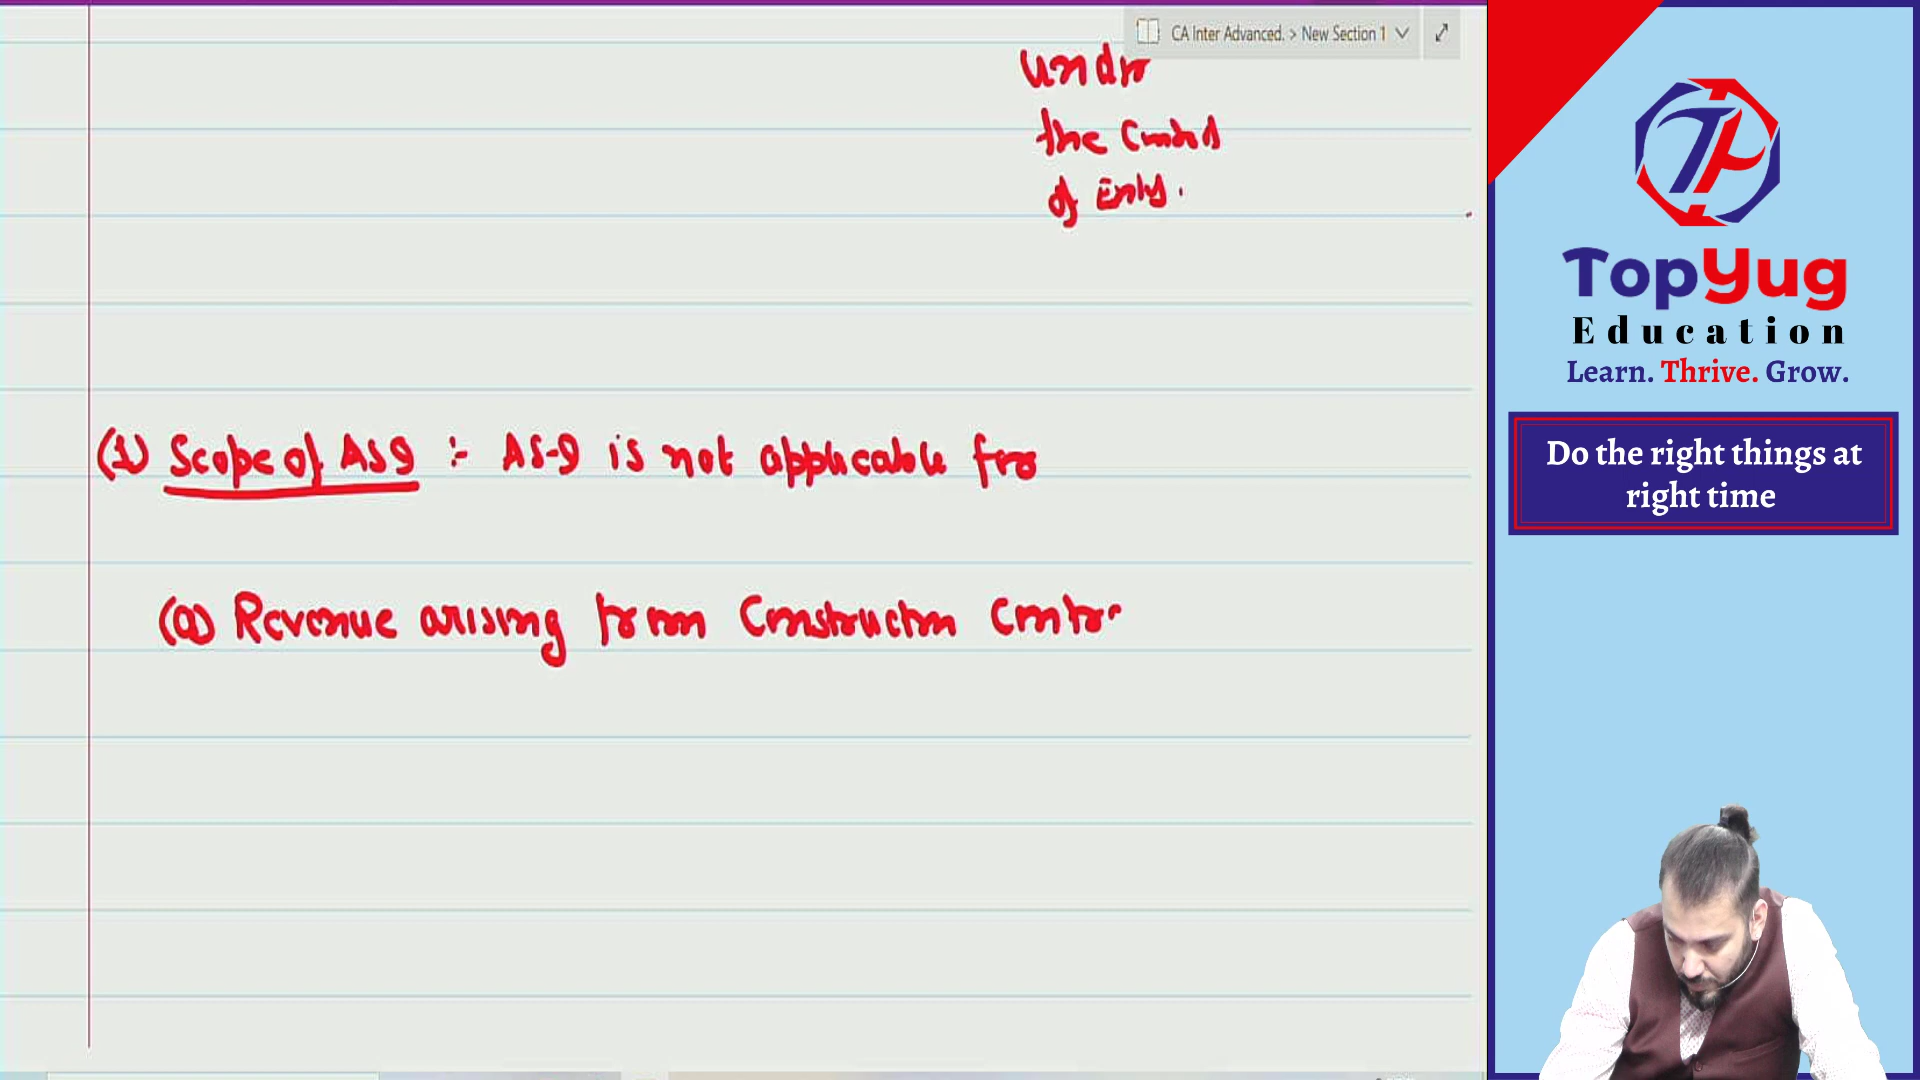 CA Inter Advanced. > New Section 1
under
the Control
of Entity.
(1) Scope of AS9 :- AS-9 is not applicable for
(a) Revenue arising from Construction Contra
TopYug
Education
Learn. Thrive. Grow.
Do the right things at
right time